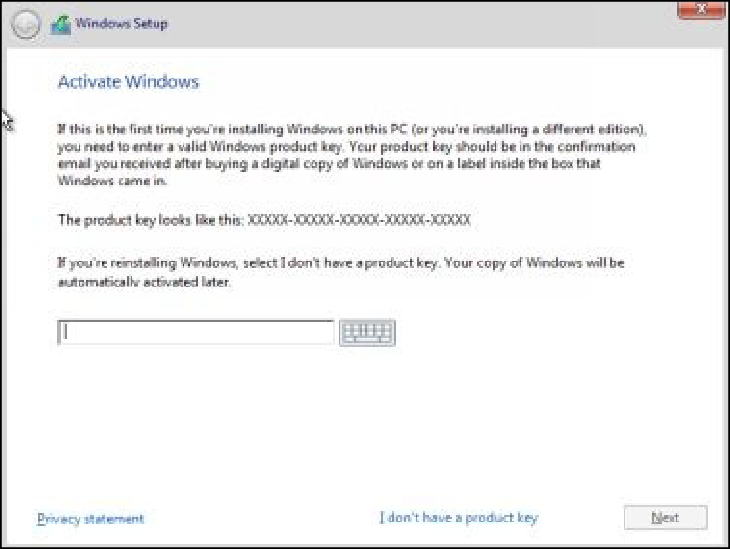 Windows Setup
X
Activate Windows
If this is the first time you're installing Windows on this PC (or you're installing a different edition),
you need to enter a valid Windows product key. Your product key should be in the confirmation
email you received after buying a digital copy of Windows or on a label inside the box that
Windows came in.
The product key looks like this: XXXXX-XXXXX-XXXXX-XXXXX-XXXXX
If you're reinstalling Windows, select I don't have a product key. Your copy of Windows will be
automatically activated later.
Privacy statement
I don't have a product key
Next